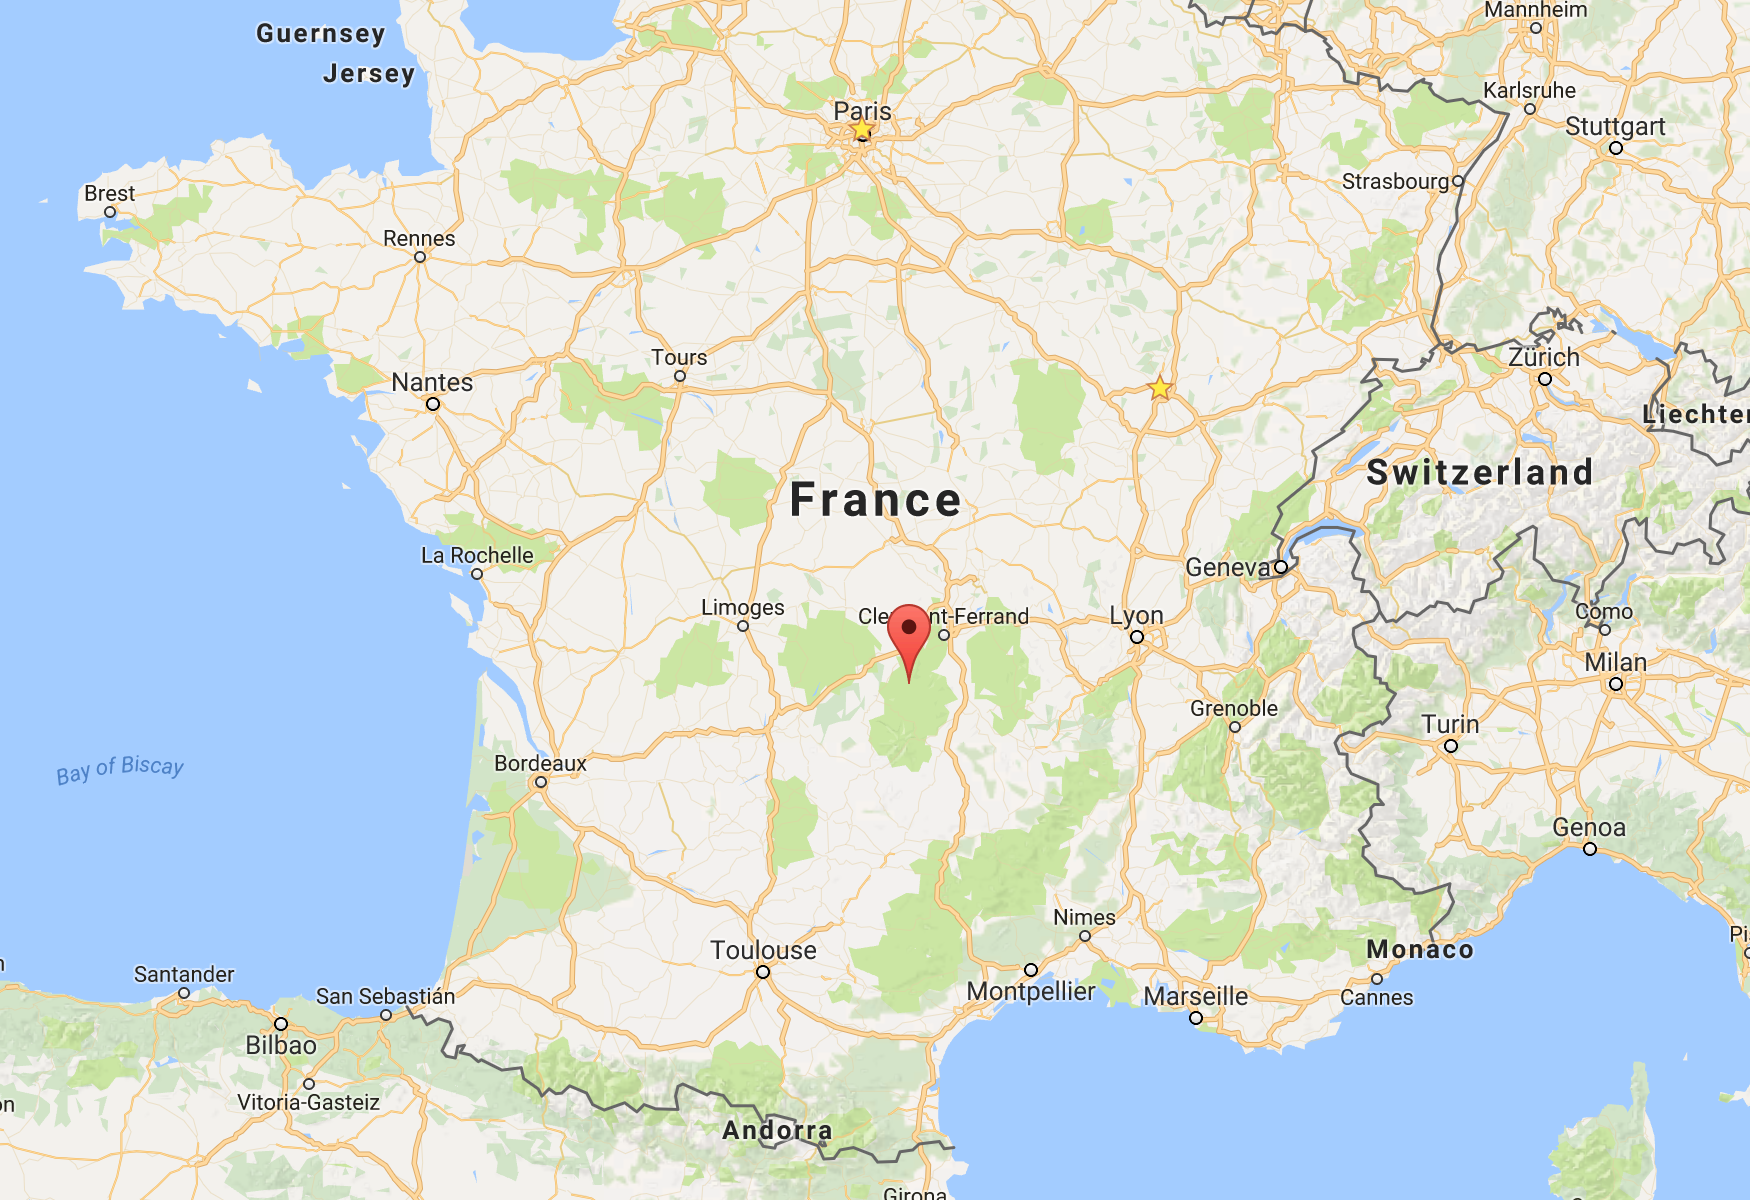 Guernsey
Jersey
Mannheim
Karlsruhe
Stuttgart
Paris
Strasbourg
Brest
Rennes
Tours
Nantes
Zürich
Liechter
Switzerland
France
La Rochelle
Geneva
Limoges
Cle nt-Ferrand
Lyon
Como
Milan
Grenoble
Turin
Bay of Biscay
Bordeaux
Genoa
Nimes
Toulouse
Monaco
Pi
Santander
San Sebastián
Montpellier
Marseille
Cannes
Bilbao
Vitoria-Gasteiz
on
Andorra
Girona